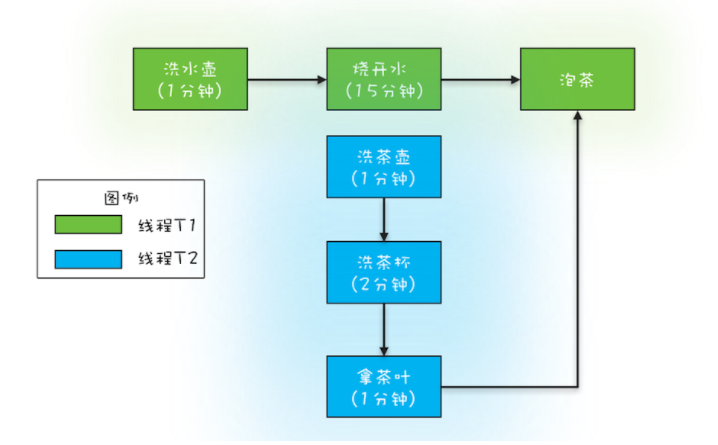 洗水壶
(1分钟)
烧开水
(15分钟)
泡茶
洗茶壶
(1分钟)
图例
线程T1
线程T2
洗茶杯
(2分钟)
拿茶叶
(1分钟)